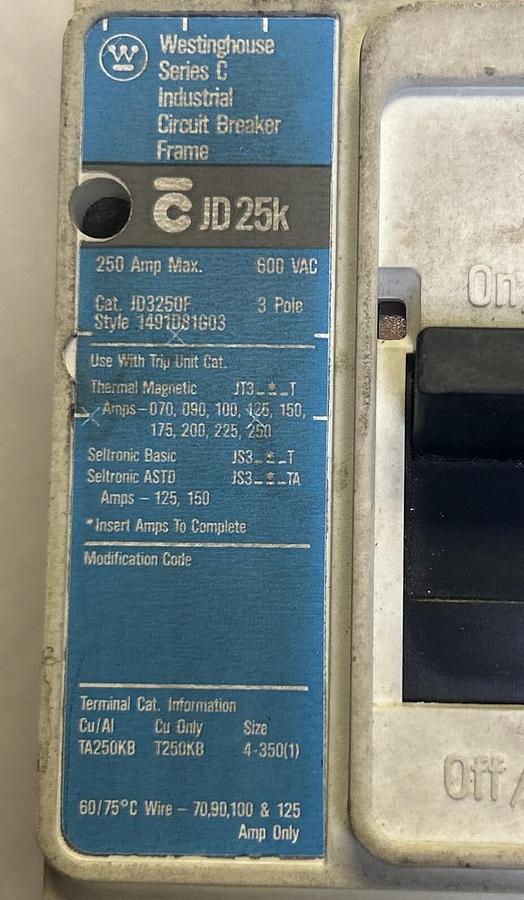 Westinghouse
Series C
Industrial
Circuit Breaker
Frame
C JD 25k
250 Amp Max. 600 VAC
Cat. JD3250F 3 Pole
Style 1491D81G03
Use With Trip Unit Cat.
Thermal Magnetic JT3_*_T
Amps-070, 090, 100, 125, 150,
175, 200, 225, 250
Seltronic Basic JS3_*_T
Seltronic ASTD JS3_*_TA
Amps - 125, 150
*Insert Amps To Complete
Modification Code
Terminal Cat. Information
Cu/Al Cu Only Size
TA250KB T250KB 4-350(1)
60/75°C Wire - 70,90,100 & 125
Amp Only
On
Off/